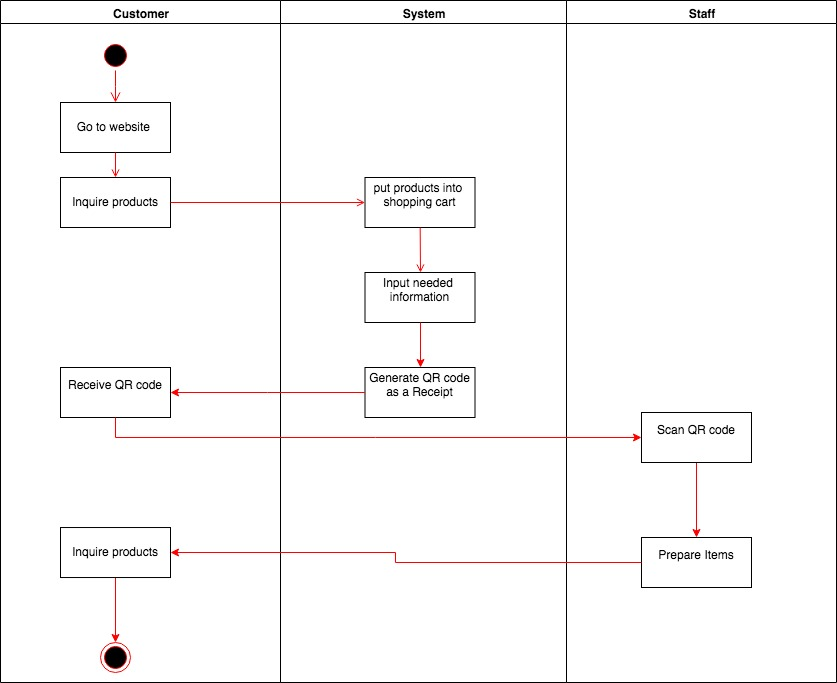 Customer
System
Staff
Go to website
Inquire products
put products into
shopping cart
Input needed
information
Generate QR code
as a Receipt
Receive QR code
Scan QR code
Prepare Items
Inquire products